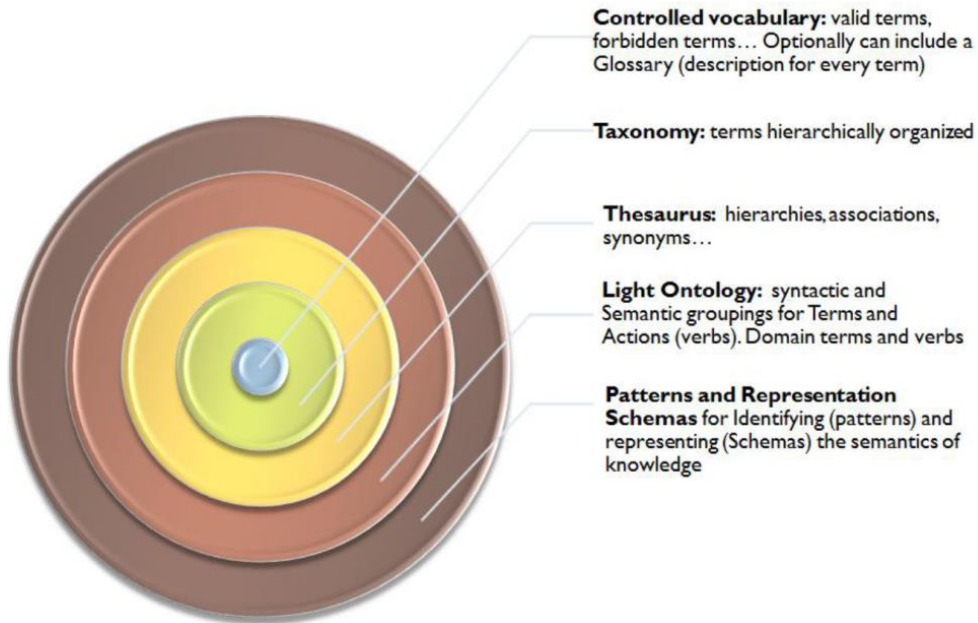 Controlled vocabulary: valid terms,
forbidden terms... Optionally can include a
Glossary (description for every term)
Taxonomy: terms hierarchically organized
Thesaurus: hierarchies, associations,
synonyms...
Light Ontology: syntactic and
Semantic groupings for Terms and
Actions (verbs). Domain terms and verbs
Patterns and Representation
Schemas for Identifying (patterns) and
representing (Schemas) the semantics of
knowledge